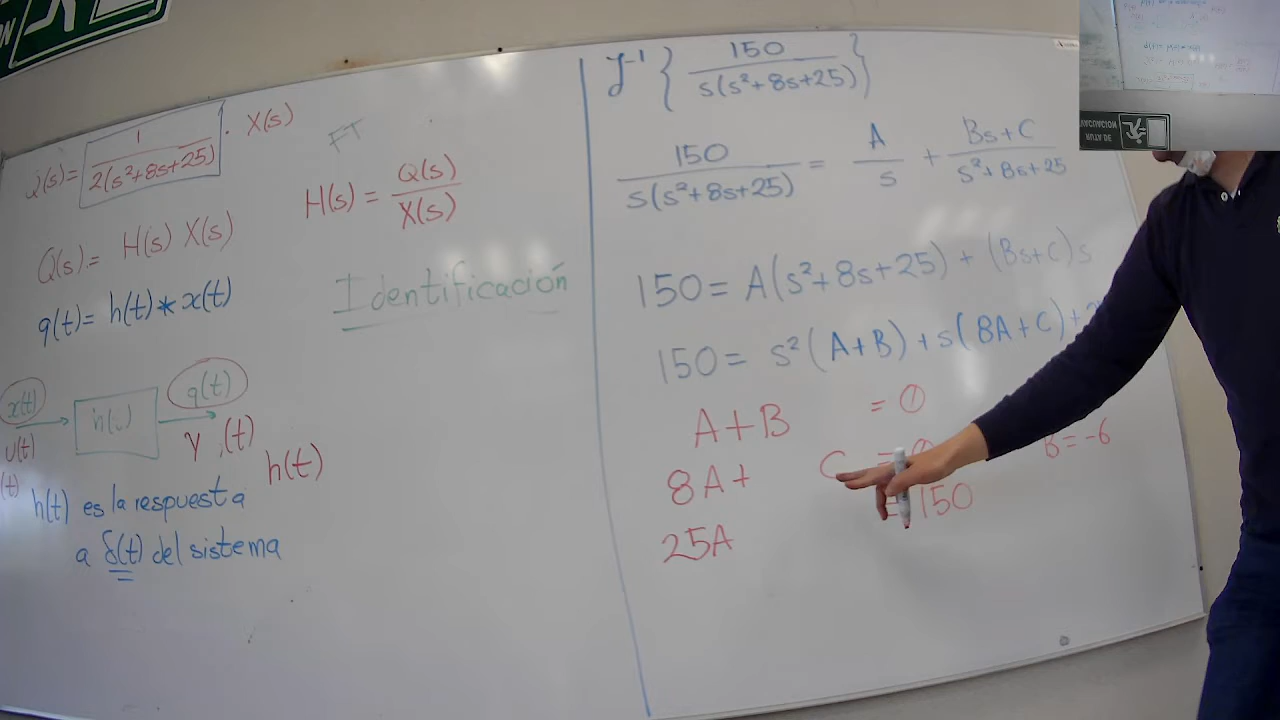 Q(s)= 1/2(s²+8s+25) · X(s)
FT
H(s)= Q(s)/X(s)
Q(s)= H(s) X(s)
Identificación
q(t)= h(t)*x(t)
x(t) q(t)
U(t) Y (t) h(t)
(t)
h(t) es la respuesta
a δ(t) del sistema
ℒ⁻¹ { 150/s(s²+8s+25) }
150/s(s²+8s+25) = A/s + Bs+C/s²+8s+25
150= A(s²+8s+25) + (Bs+C)s
150= s²(A+B)+s(8A+C)+
A+B =
8A+ C =
B=-6
25A = 150
EVACUACION